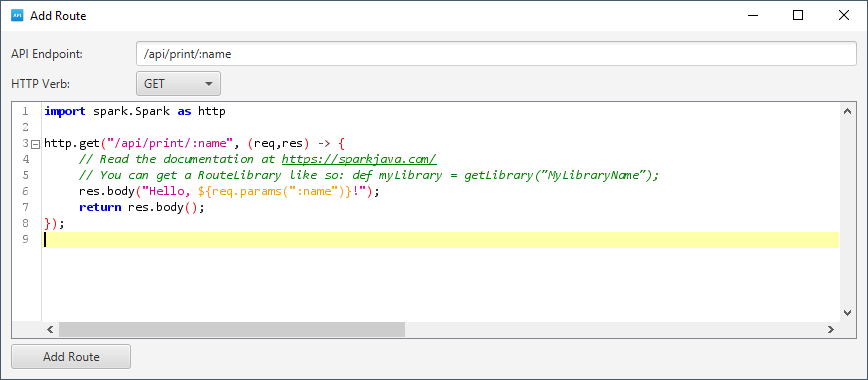 API Add Route
API Endpoint: /api/print/:name
HTTP Verb: GET
1 import spark.Spark as http
2
3 http.get("/api/print/:name", (req,res) -> {
4 // Read the documentation at https://sparkjava.com/
5 // You can get a RouteLibrary like so: def myLibrary = getLibrary("MyLibraryName");
6 res.body("Hello, ${req.params(":name")}!");
7 return res.body();
8 });
9
Add Route